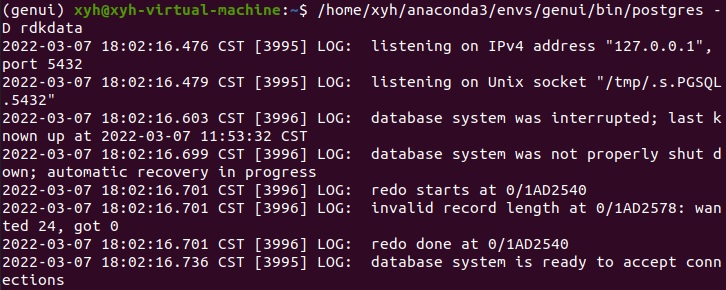 (genui) xyh@xyh-virtual-machine:~$ /home/xyh/anaconda3/envs/genui/bin/postgres -
D rdkdata
2022-03-07 18:02:16.476 CST [3995] LOG:  listening on IPv4 address "127.0.0.1",
port 5432
2022-03-07 18:02:16.479 CST [3995] LOG:  listening on Unix socket "/tmp/.s.PGSQL
.5432"
2022-03-07 18:02:16.603 CST [3996] LOG:  database system was interrupted; last k
nown up at 2022-03-07 11:53:32 CST
2022-03-07 18:02:16.699 CST [3996] LOG:  database system was not properly shut d
own; automatic recovery in progress
2022-03-07 18:02:16.701 CST [3996] LOG:  redo starts at 0/1AD2540
2022-03-07 18:02:16.701 CST [3996] LOG:  invalid record length at 0/1AD2578: wan
ted 24, got 0
2022-03-07 18:02:16.701 CST [3996] LOG:  redo done at 0/1AD2540
2022-03-07 18:02:16.736 CST [3995] LOG:  database system is ready to accept conn
ections